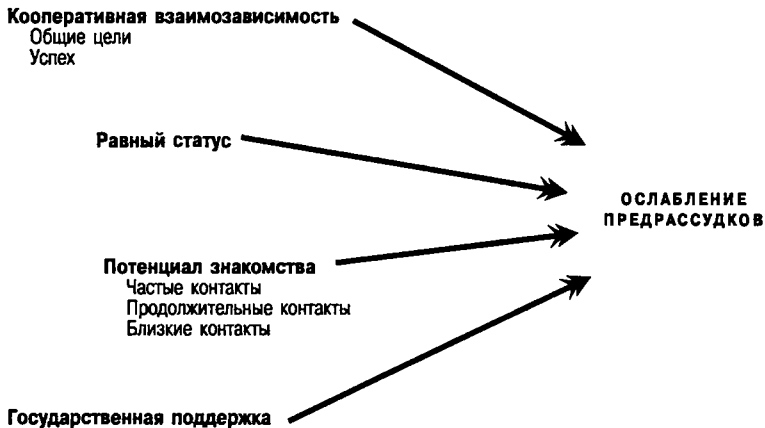 Кооперативная взаимозависимость
Общие цели
Успех
Равный статус
ОСЛАБЛЕНИЕ
ПРЕДРАССУДКОВ
Потенциал знакомства
Частые контакты
Продолжительные контакты
Близкие контакты
Государственная поддержка